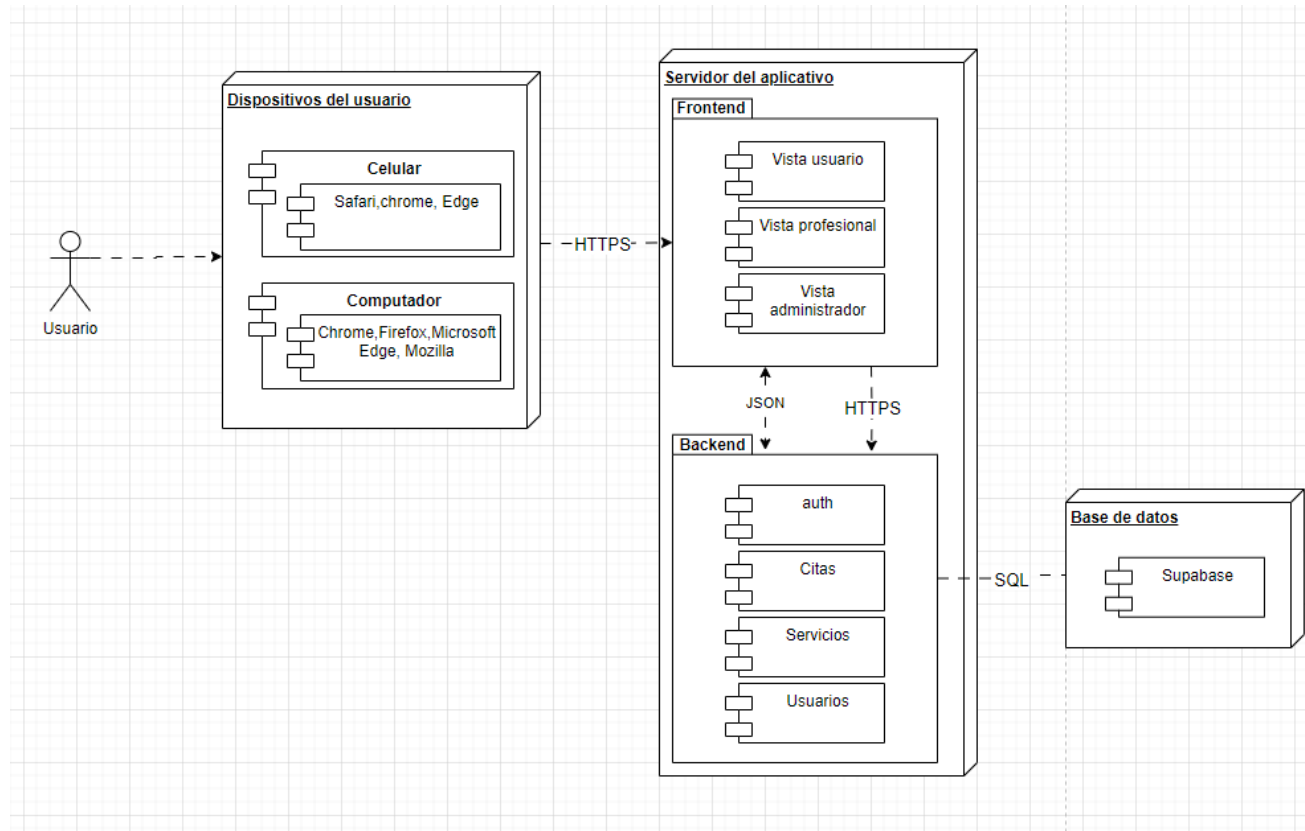 Servidor del aplicativo
Dispositivos del usuario
Frontend
Celular
Safari,chrome, Edge
Vista usuario
Vista profesional
HTTPS
Computador
Chrome,Firefox,Microsoft
Edge, Mozilla
Vista
administrador
Usuario
JSON
HTTPS
Backend
auth
Citas
Servicios
Usuarios
SQL
Base de datos
Supabase